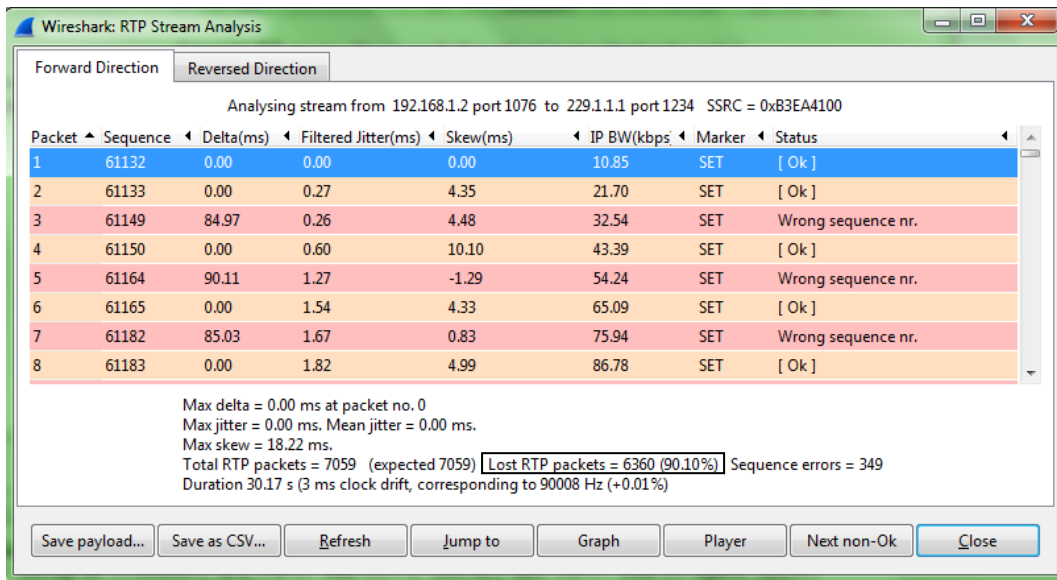 Wireshark: RTP Stream Analysis
Forward Direction Reversed Direction
Analysing stream from 192.168.1.2 port 1076 to 229.1.1.1 port 1234 SSRC = 0xB3EA4100
Packet Sequence Delta(ms) Filtered Jitter(ms) Skew(ms) IP BW(kbps) Marker Status
1 61132 0.00 0.00 0.00 10.85 SET [ Ok ]
2 61133 0.00 0.27 4.35 21.70 SET [ Ok ]
3 61149 84.97 0.26 4.48 32.54 SET Wrong sequence nr.
4 61150 0.00 0.60 10.10 43.39 SET [ Ok ]
5 61164 90.11 1.27 -1.29 54.24 SET Wrong sequence nr.
6 61165 0.00 1.54 4.33 65.09 SET [ Ok ]
7 61182 85.03 1.67 0.83 75.94 SET Wrong sequence nr.
8 61183 0.00 1.82 4.99 86.78 SET [ Ok ]
Max delta = 0.00 ms at packet no. 0
Max jitter = 0.00 ms. Mean jitter = 0.00 ms.
Max skew = 18.22 ms.
Total RTP packets = 7059 (expected 7059) Lost RTP packets = 6360 (90.10%) Sequence errors = 349
Duration 30.17 s (3 ms clock drift, corresponding to 90008 Hz (+0.01%)
Save payload... Save as CSV... Refresh Jump to Graph Player Next non-Ok Close